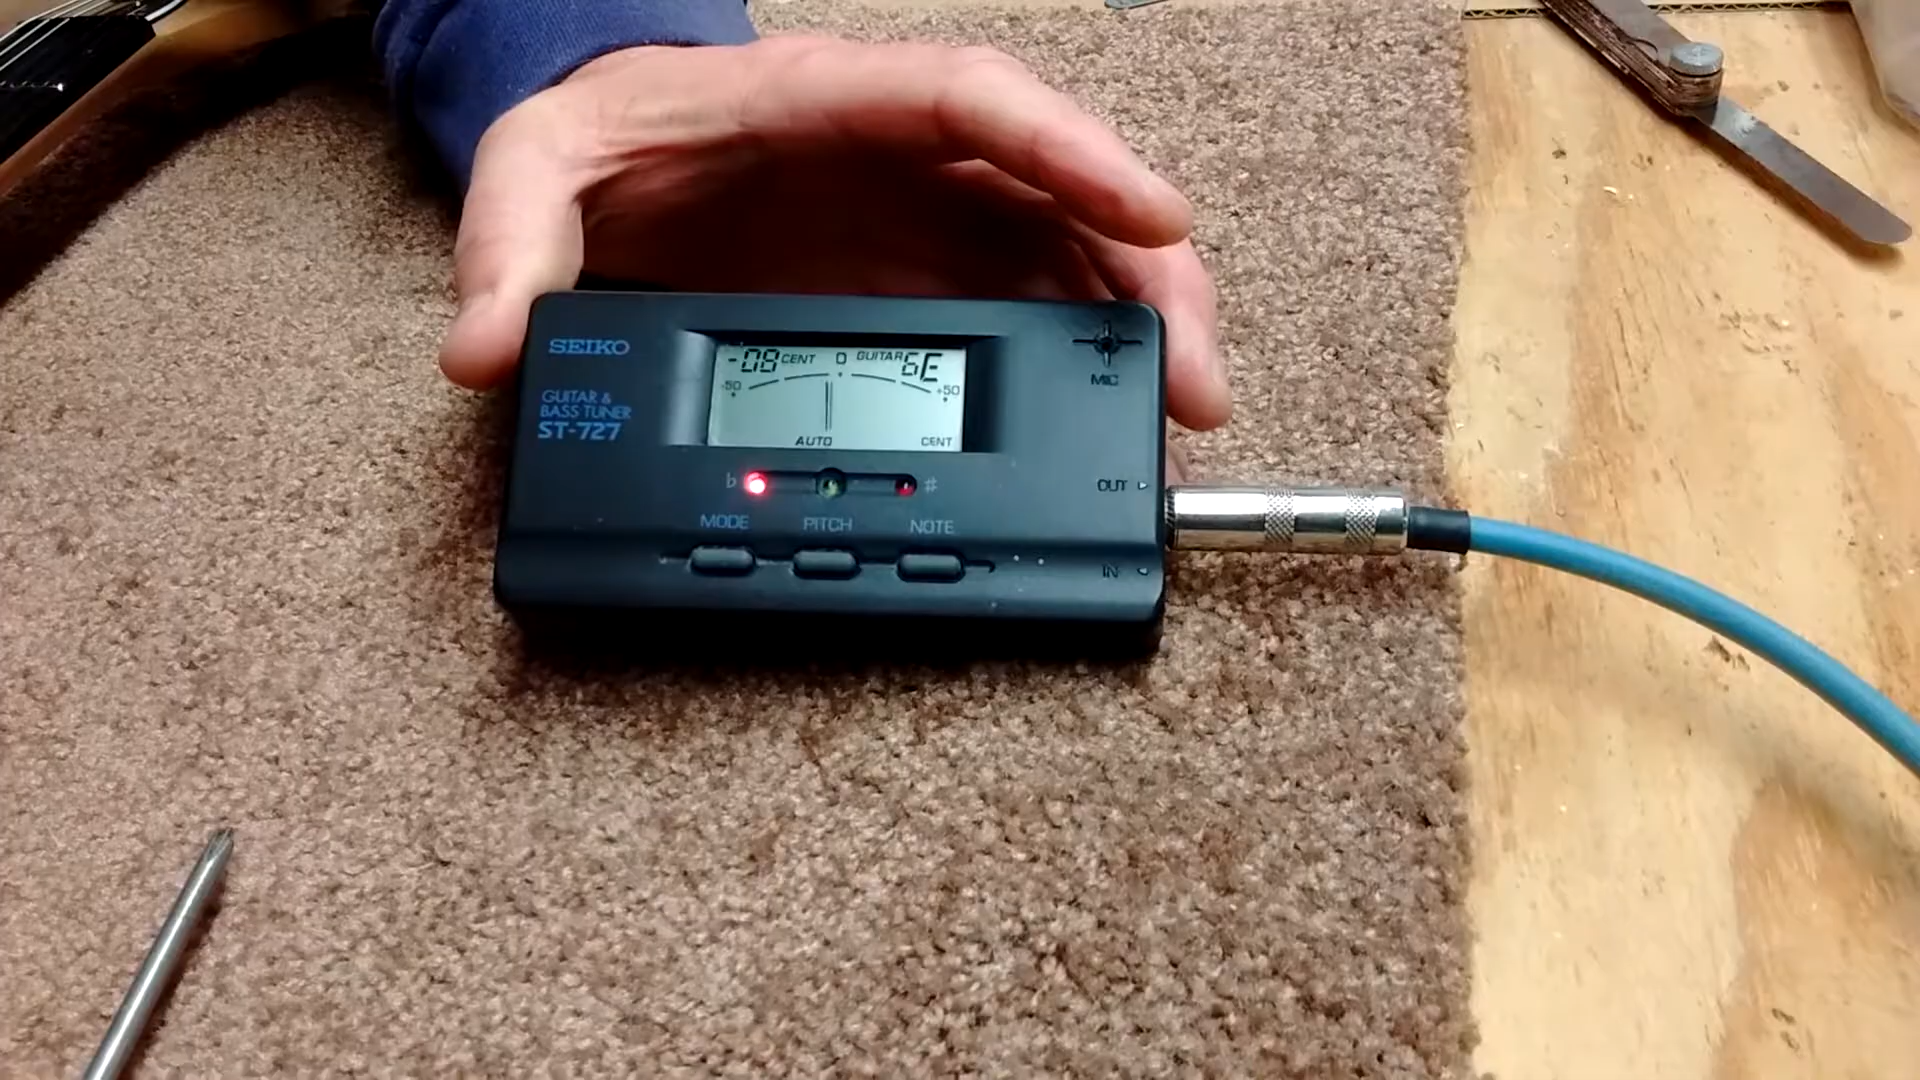 SEIKO
GUITAR &
BASS TUNER
ST-727
-08 CENT 0 GUITAR 6E
-50 +50
AUTO CENT
MIC
♭ ♯
MODE PITCH NOTE
OUT
IN